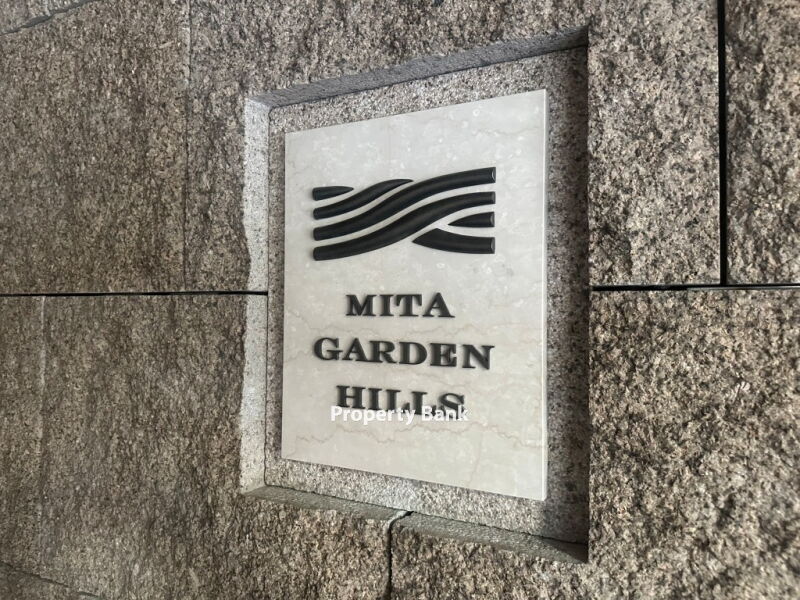 MITA
GARDEN
HILLS
Property Bank